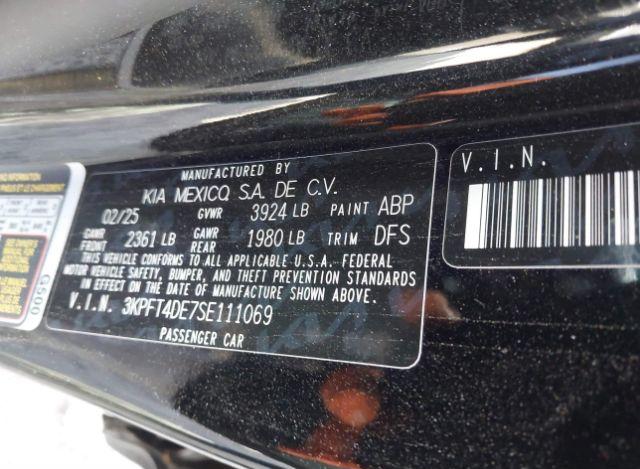 MANUFACTURED BY
KIA MEXICO, S.A. DE C.V.
02/25 GVWR 3924 LB PAINT ABP
GAWR FRONT 2361 LB GAWR REAR 1980 LB TRIM DFS
THIS VEHICLE CONFORMS TO ALL APPLICABLE U.S.A. FEDERAL
MOTOR VEHICLE SAFETY, BUMPER, AND THEFT PREVENTION STANDARDS
IN EFFECT ON THE DATE OF MANUFACTURE SHOWN ABOVE.
V.I.N. 3KPFT4DE7SE111069
PASSENGER CAR
V.I.N.
G500